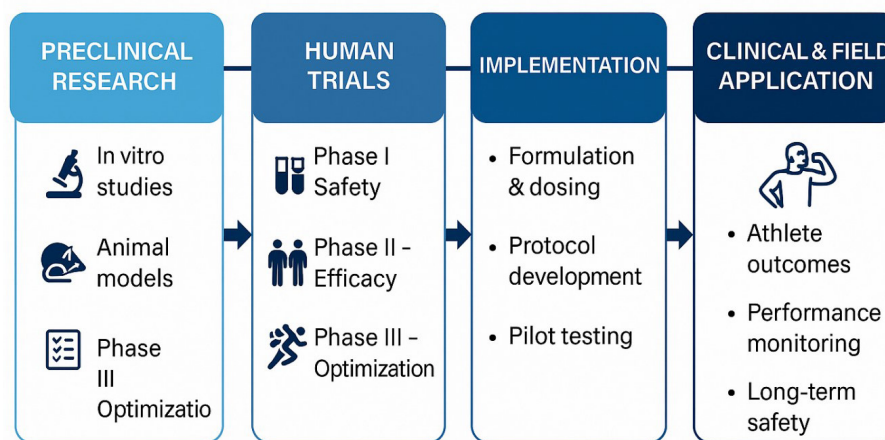 PRECLINICAL
RESEARCH
In vitro
studies
Animal
models
Phase
III
Optimizatio
HUMAN
TRIALS
Phase I
Safety
Phase II –
Efficacy
Phase III –
Optimization
IMPLEMENTATION
• Formulation
& dosing
• Protocol
development
• Pilot testing
CLINICAL & FIELD
APPLICATION
• Athlete
outcomes
• Performance
monitoring
• Long-term
safety